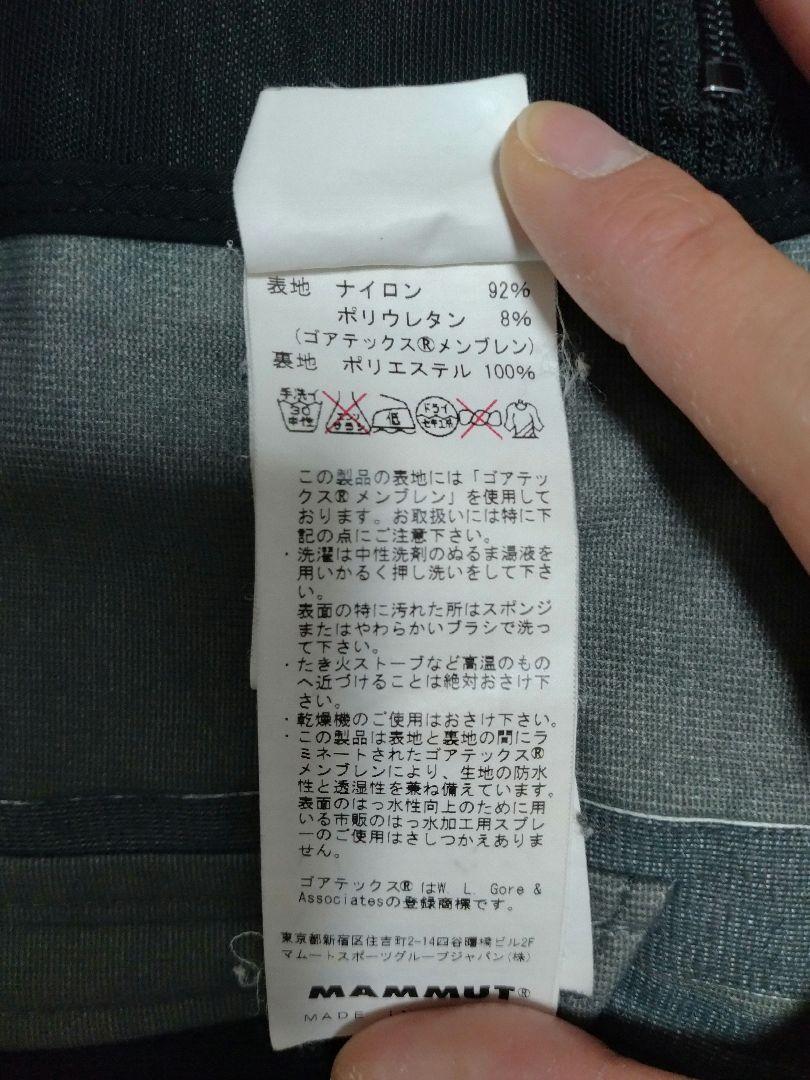 表地 ナイロン 92%
ポリウレタン 8%
(ゴアテックス®メンブレン)
裏地 ポリエステル 100%
手洗イ 30 中性 エンソ サラシ 低 ドライ セキユ系
この製品の表地には「ゴアテッ
クス® メンブレン」を使用して
おります。お取扱いには特に下
記の点にご注意下さい。
・洗濯は中性洗剤のぬるま湯液を
用いかるく押し洗いをして下さ
い。
表面の特に汚れた所はスポンジ
またはやわらかいブラシで洗っ
て下さい。
・たき火ストーブなど高温のもの
へ近づけることは絶対おさけ下
さい。
・乾燥機のご使用はおさけ下さい。
・この製品は表地と裏地の間にラ
ミネートされたゴアテックス®
メンブレンにより、生地の防水
性と透湿性を兼ね備えています。
表面のはっ水性向上のために用
いる市販のはっ水加工用スプレ
ーのご使用はさしつかえありま
せん。
ゴアテックス® はW. L. Gore &
Associatesの登録商標です。
東京都新宿区住吉町2-14四谷曙橋ビル2F
マムートスポーツグループジャパン(株)
MAMMUT®
MADE